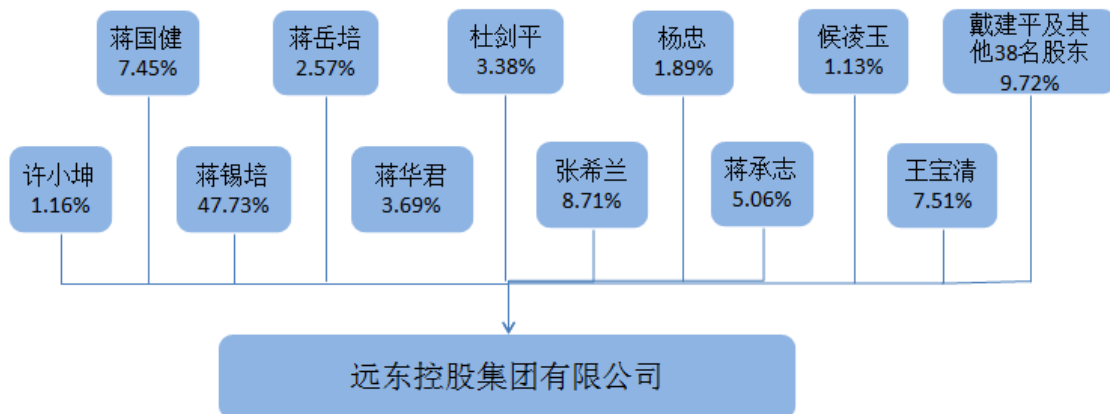 蒋国健
7.45%
蒋岳培
2.57%
杜剑平
3.38%
杨忠
1.89%
侯凌玉
1.13%
戴建平及其
他38名股东
9.72%
许小坤
1.16%
蒋锡培
47.73%
蒋华君
3.69%
张希兰
8.71%
蒋承志
5.06%
王宝清
7.51%
远东控股集团有限公司